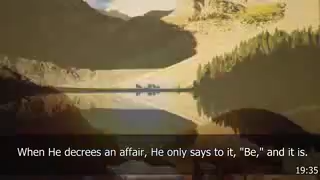 When He decrees an affair, He only says to it, "Be," and it is.
19:35